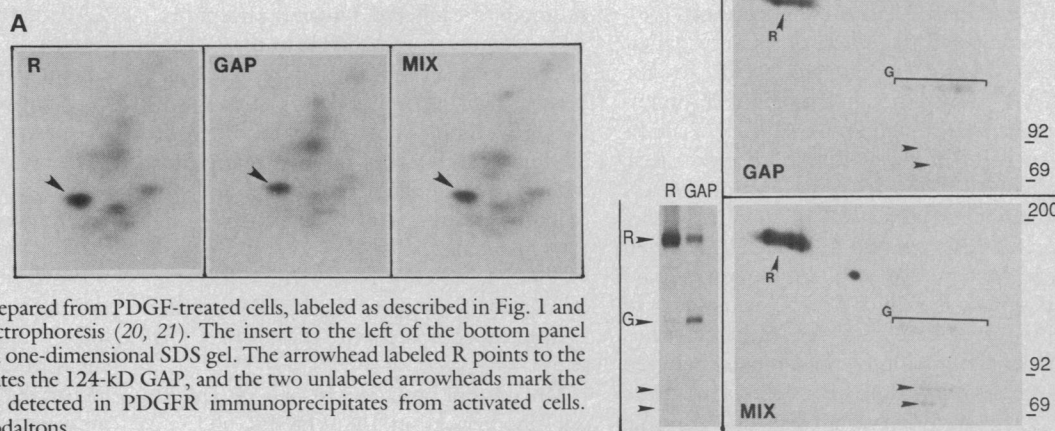 A
R
GAP
MIX
R
G
92
69
GAP
R GAP
R
G
200
R
G
92
69
MIX
epared from PDGF-treated cells, labeled as described in Fig. 1 and
ctrophoresis (20, 21). The insert to the left of the bottom panel
one-dimensional SDS gel. The arrowhead labeled R points to the
tes the 124-kD GAP, and the two unlabeled arrowheads mark the
detected in PDGFR immunoprecipitates from activated cells.
odaltons.